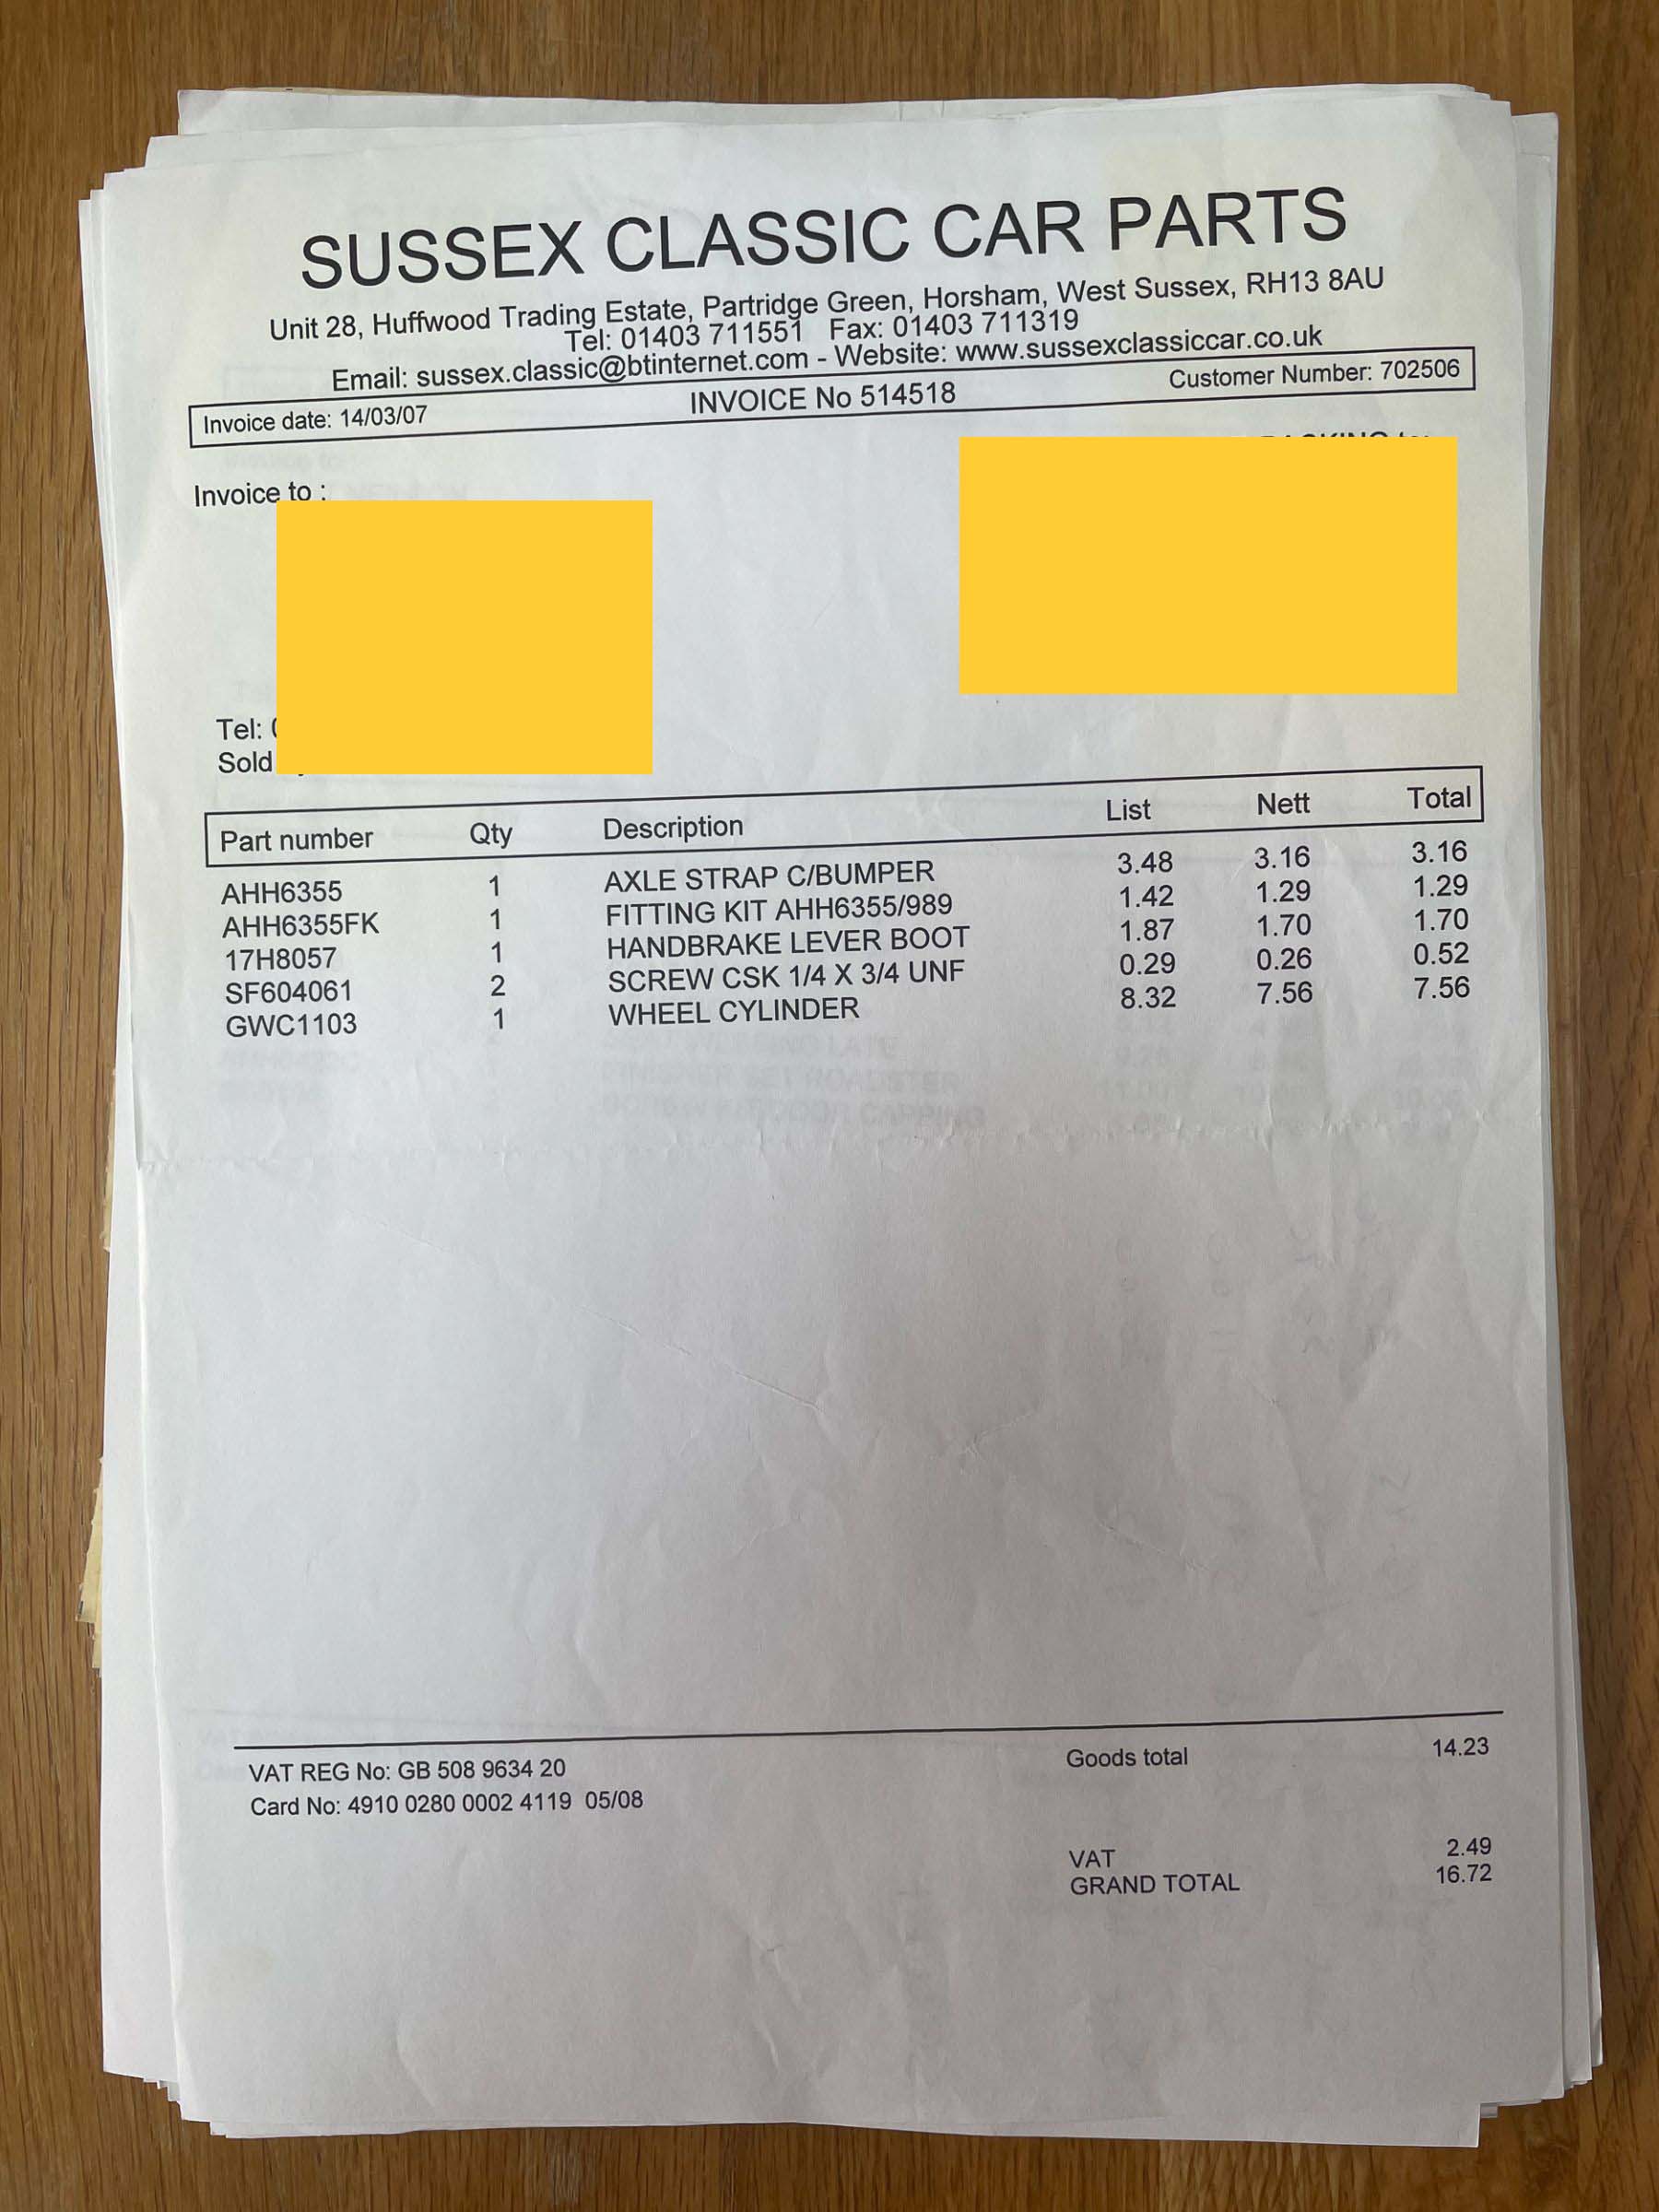 SUSSEX CLASSIC CAR PARTS
Unit 28, Huffwood Trading Estate, Partridge Green, Horsham, West Sussex, RH13 8AU
Tel: 01403 711551 Fax: 01403 711319
Email: sussex.classic@btinternet.com - Website: www.sussexclassiccar.co.uk
Invoice date: 14/03/07 INVOICE No 514518 Customer Number: 702506
Invoice to :
Tel:
Sold
Part number Qty Description List Nett Total
AHH6355 1 AXLE STRAP C/BUMPER 3.48 3.16 3.16
AHH6355FK 1 FITTING KIT AHH6355/989 1.42 1.29 1.29
17H8057 1 HANDBRAKE LEVER BOOT 1.87 1.70 1.70
SF604061 2 SCREW CSK 1/4 X 3/4 UNF 0.29 0.26 0.52
GWC1103 1 WHEEL CYLINDER 8.32 7.56 7.56
VAT REG No: GB 508 9634 20 Goods total 14.23
Card No: 4910 0280 0002 4119 05/08
VAT 2.49
GRAND TOTAL 16.72